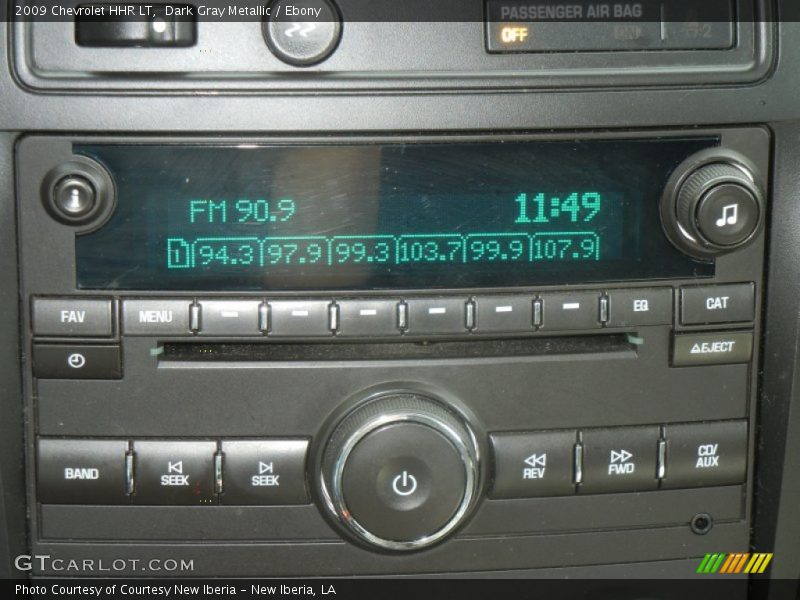 2009 Chevrolet HHR LT, Dark Gray Metallic / Ebony
PASSENGER AIR BAG
OFF
ON
FM 90.9 11:49
1 94.3 97.9 99.3 103.7 99.9 107.9
FAV MENU EQ CAT
EJECT
BAND SEEK SEEK REV FWD CD/
AUX
GTCARLOT.COM
Photo Courtesy of Courtesy New Iberia - New Iberia, LA